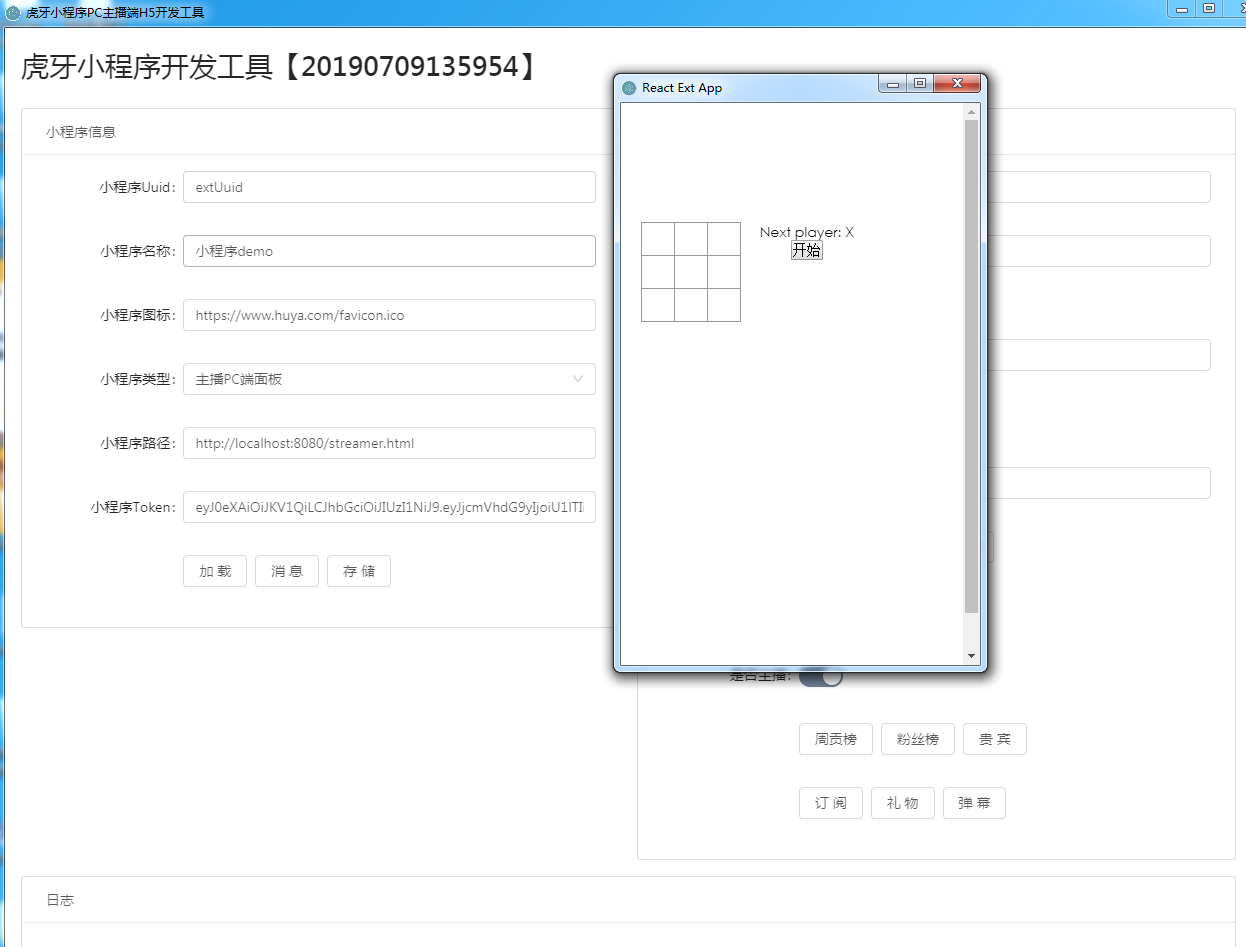 虎牙小程序PC主播端H5开发工具
虎牙小程序开发工具【20190709135954】
小程序信息
小程序Uuid:
extUuid
小程序名称:
小程序demo
小程序图标:
https://www.huya.com/favicon.ico
小程序类型:
主播PC端面板
小程序路径:
http://localhost:8080/streamer.html
小程序Token:
eyJ0eXAiOiJKV1QiLCJhbGciOiJIUzI1NiJ9.eyJjcmVhdG9yIjoiU1lTI
加 载
消 息
存 储
React Ext App
Next player: X
开始
是否主播:
周贡榜
粉丝榜
贵 宾
订 阅
礼 物
弹 幕
日志